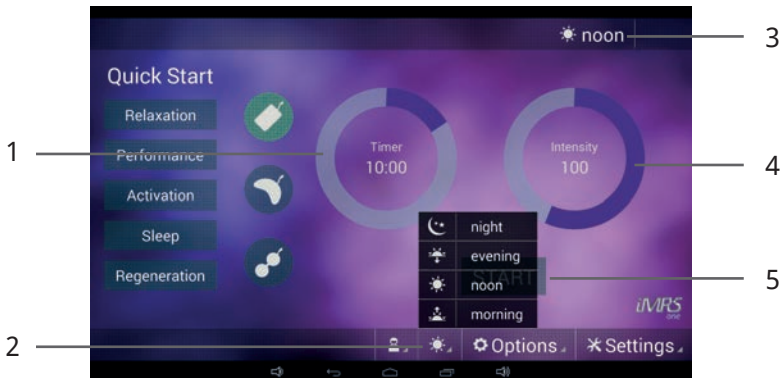 noon
3
Quick Start
Relaxation
Performance
Activation
Sleep
Regeneration
1
Timer
10:00
Intensity
100
4
night
evening
noon
morning
START
5
iMRS
one
2
Options
Settings